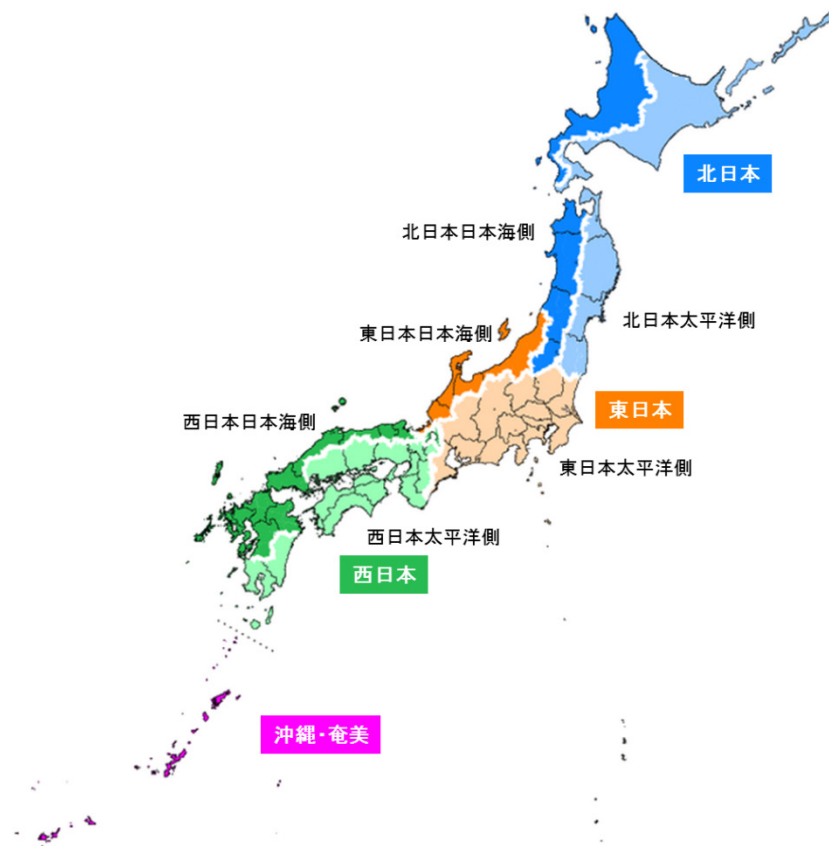 北日本
北日本日本海側
北日本太平洋側
東日本日本海側
東日本
西日本日本海側
東日本太平洋側
西日本太平洋側
西日本
沖縄・奄美